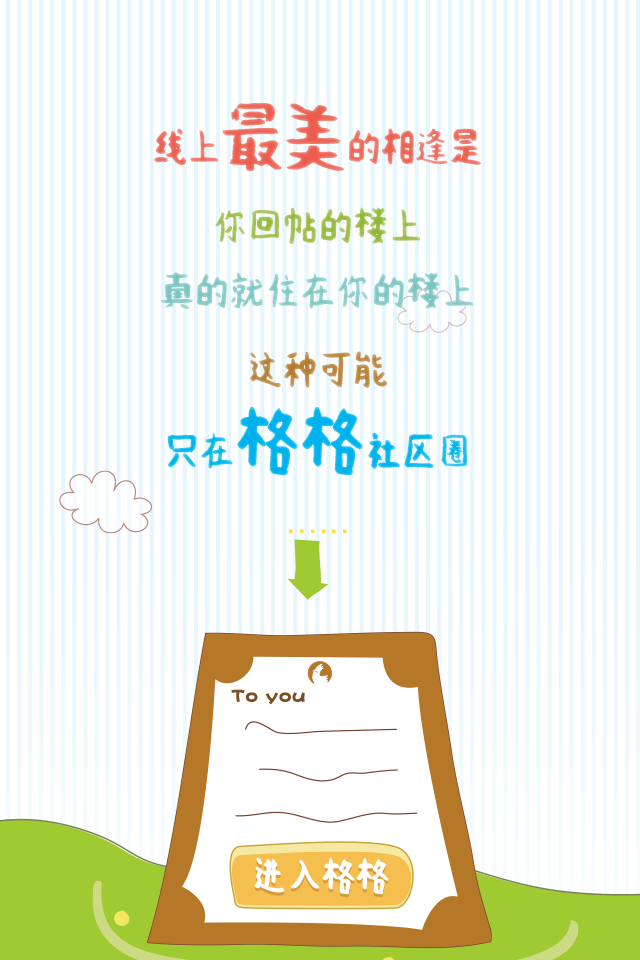 线上最美的相逢是
你回帖的楼上
真的就住在你的楼上
这种可能
只在格格社区圈
To you
进入格格